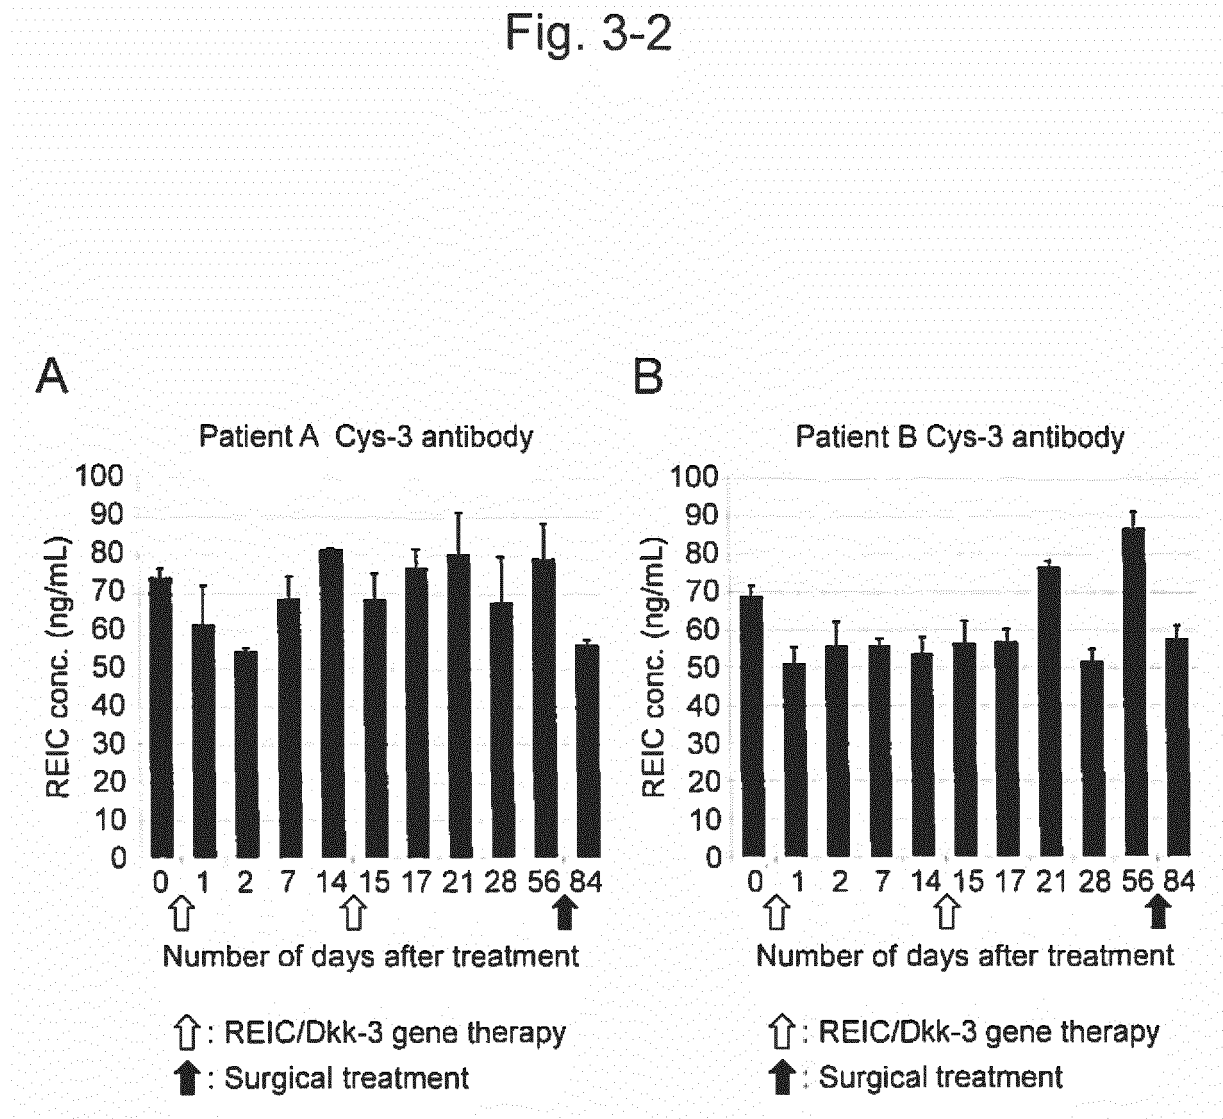 Fig. 3-2
A
Patient A Cys-3 antibody
REIC conc. (ng/mL)
100
90
80
70
60
50
40
30
20
10
0
0 1 2 7 14 15 17 21 28 56 84
Number of days after treatment
: REIC/Dkk-3 gene therapy
: Surgical treatment
B
Patient B Cys-3 antibody
REIC conc. (ng/mL)
100
90
80
70
60
50
40
30
20
10
0
0 1 2 7 14 15 17 21 28 56 84
Number of days after treatment
: REIC/Dkk-3 gene therapy
: Surgical treatment